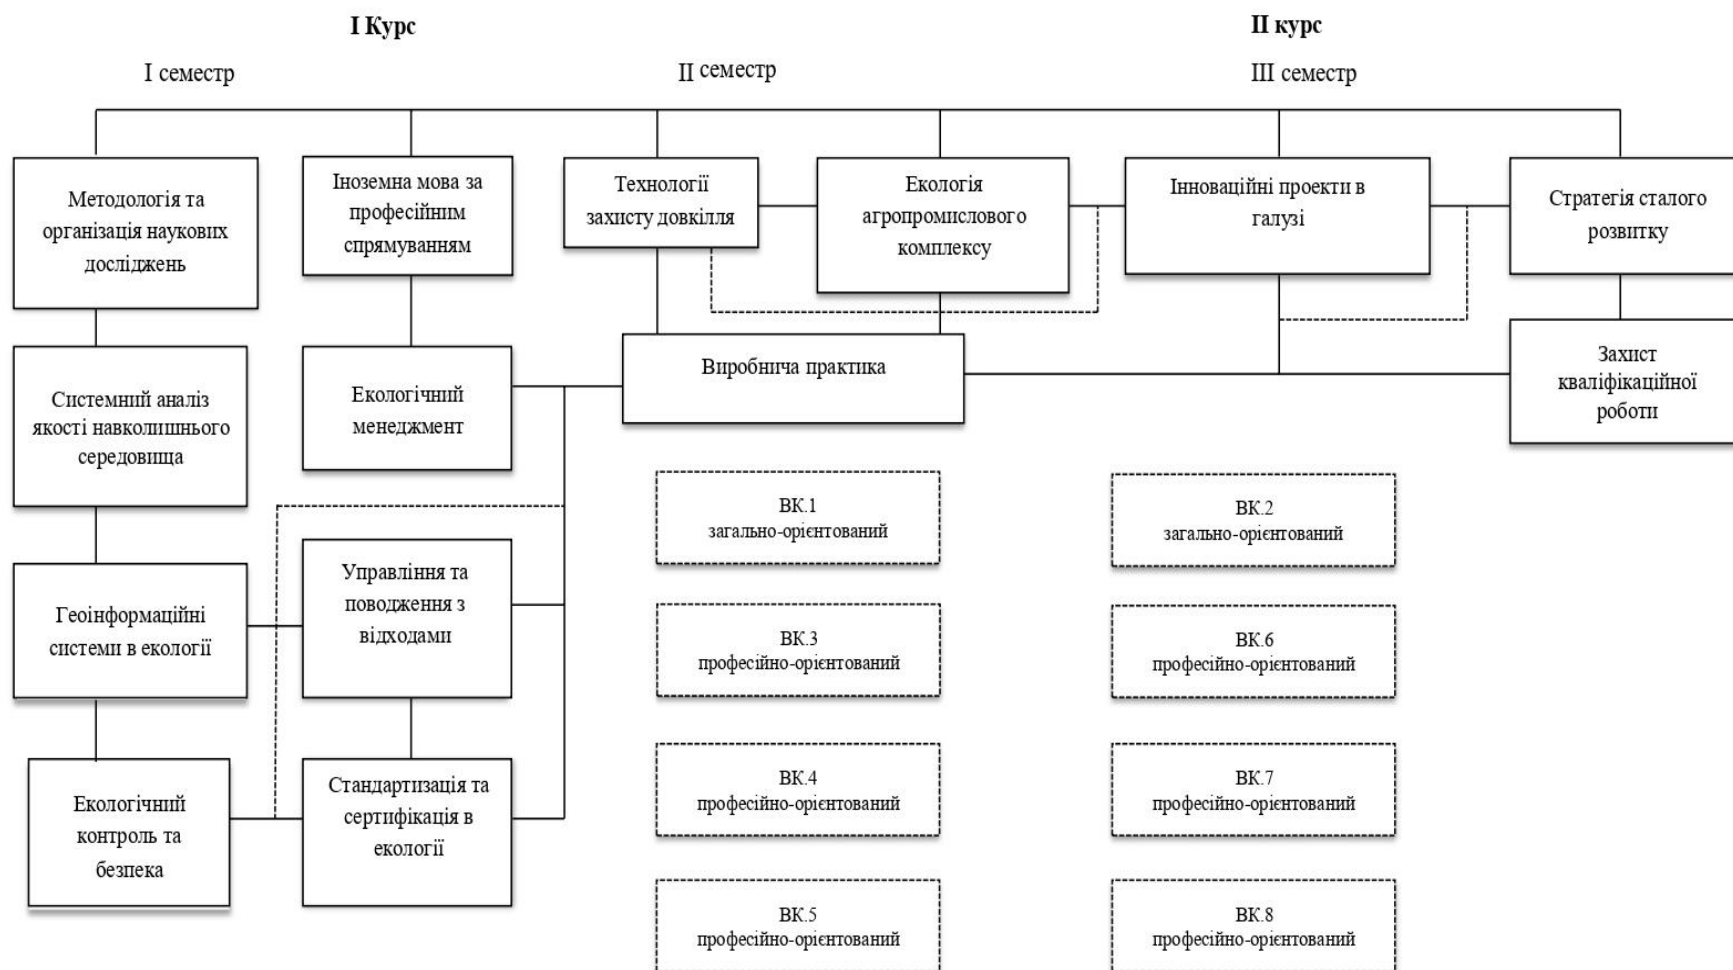 І Курс
ІІ курс
І семестр
ІІ семестр
ІІІ семестр
Методологія та
організація наукових
досліджень
Іноземна мова за
професійним
спрямуванням
Технології
захисту довкілля
Екологія
агропромислового
комплексу
Інноваційні проекти в
галузі
Стратегія сталого
розвитку
Системний аналіз
якості навколишнього
середовища
Екологічний
менеджмент
Виробнича практика
Захист
кваліфікаційної
роботи
ВК.1
загально-орієнтований
ВК.2
загально-орієнтований
Геоінформаційні
системи в екології
Управління та
поводження з
відходами
ВК.3
професійно-орієнтований
ВК.6
професійно-орієнтований
Екологічний
контроль та
безпека
Стандартизація та
сертифікація в
екології
ВК.4
професійно-орієнтований
ВК.7
професійно-орієнтований
ВК.5
професійно-орієнтований
ВК.8
професійно-орієнтований